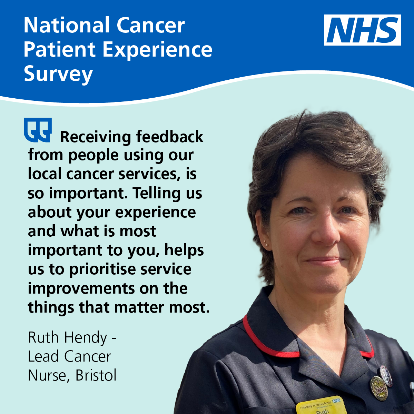 National Cancer
Patient Experience
Survey
NHS
Receiving feedback
from people using our
local cancer services, is
so important. Telling us
about your experience
and what is most
important to you, helps
us to prioritise service
improvements on the
things that matter most.
Ruth Hendy -
Lead Cancer
Nurse, Bristol